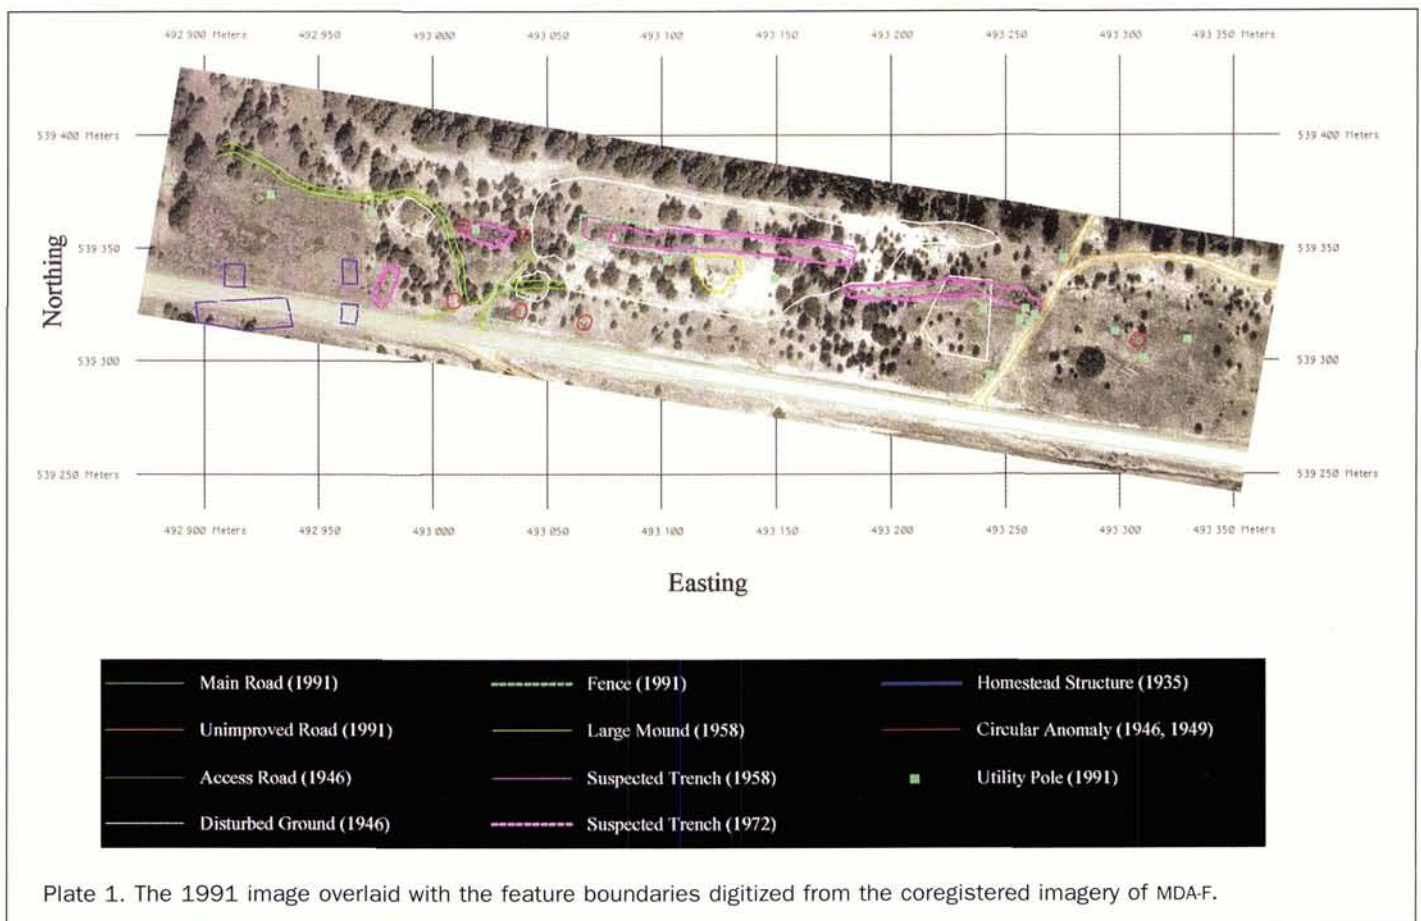 492 900 Meters 492 950 493 000 493 050 493 100 493 150 493 200 493 250 493 300 493 350 Meters
539 400 Meters 539 400 Meters
539 350 539 350
Northing
539 300 539 300
539 250 Meters 539 250 Meters
492 900 Meters 492 950 493 000 493 050 493 100 493 150 493 200 493 250 493 300 493 350 Meters
Easting
Main Road (1991) Fence (1991) Homestead Structure (1935)
Unimproved Road (1991) Large Mound (1958) Circular Anomaly (1946, 1949)
Access Road (1946) Suspected Trench (1958) Utility Pole (1991)
Disturbed Ground (1946) Suspected Trench (1972)
Plate 1. The 1991 image overlaid with the feature boundaries digitized from the coregistered imagery of MDA-F.